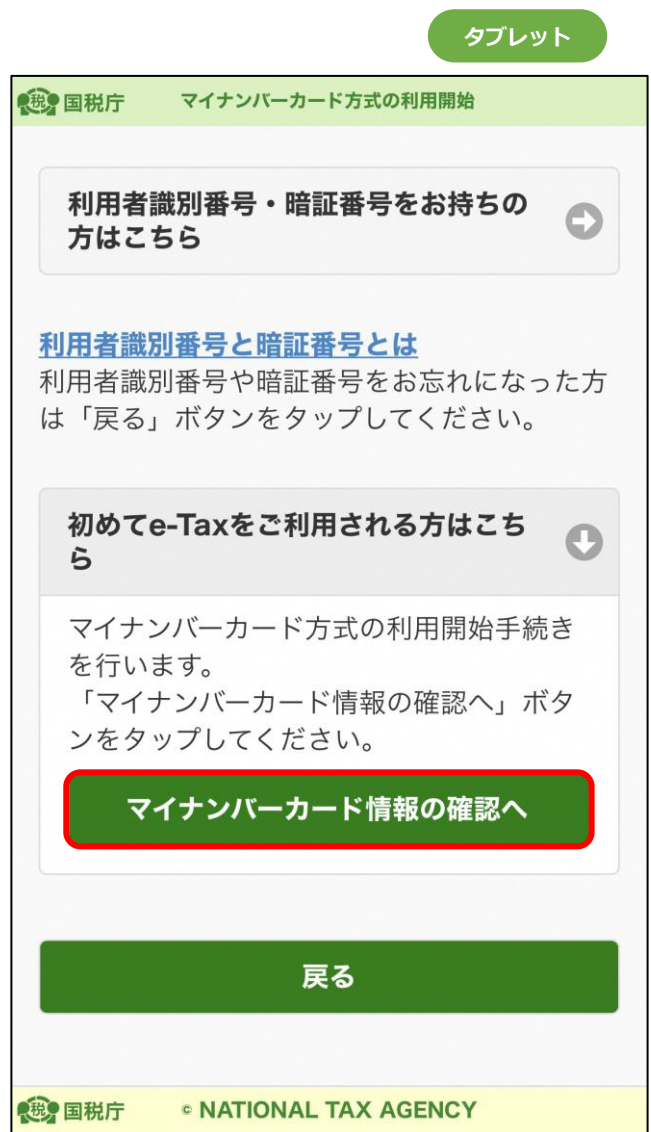 タブレット
税 国税庁 マイナンバーカード方式の利用開始
利用者識別番号・暗証番号をお持ちの
方はこちら
利用者識別番号と暗証番号とは
利用者識別番号や暗証番号をお忘れになった方
は「戻る」ボタンをタップしてください。
初めてe-Taxをご利用される方はこち
ら
マイナンバーカード方式の利用開始手続き
を行います。
「マイナンバーカード情報の確認へ」ボタ
ンをタップしてください。
マイナンバーカード情報の確認へ
戻る
税 国税庁 © NATIONAL TAX AGENCY